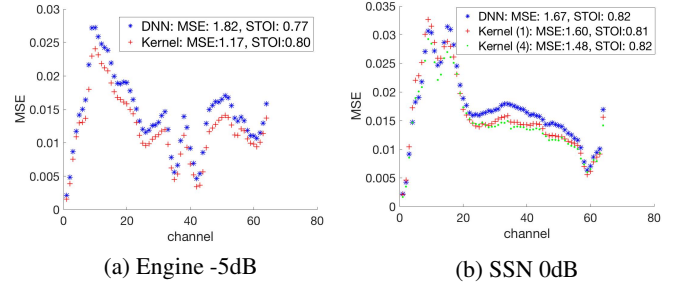 0.03
0.025
0.02
0.015
0.01
0.005
0
MSE
0 20 40 60 80
channel
DNN: MSE: 1.82, STOI: 0.77
Kernel: MSE:1.17, STOI:0.80
(a) Engine -5dB
0.035
0.03
0.025
0.02
0.015
0.01
0.005
0
MSE
0 20 40 60 80
channel
DNN: MSE: 1.67, STOI: 0.82
Kernel (1): MSE:1.60, STOI:0.81
Kernel (4): MSE:1.48, STOI: 0.82
(b) SSN 0dB